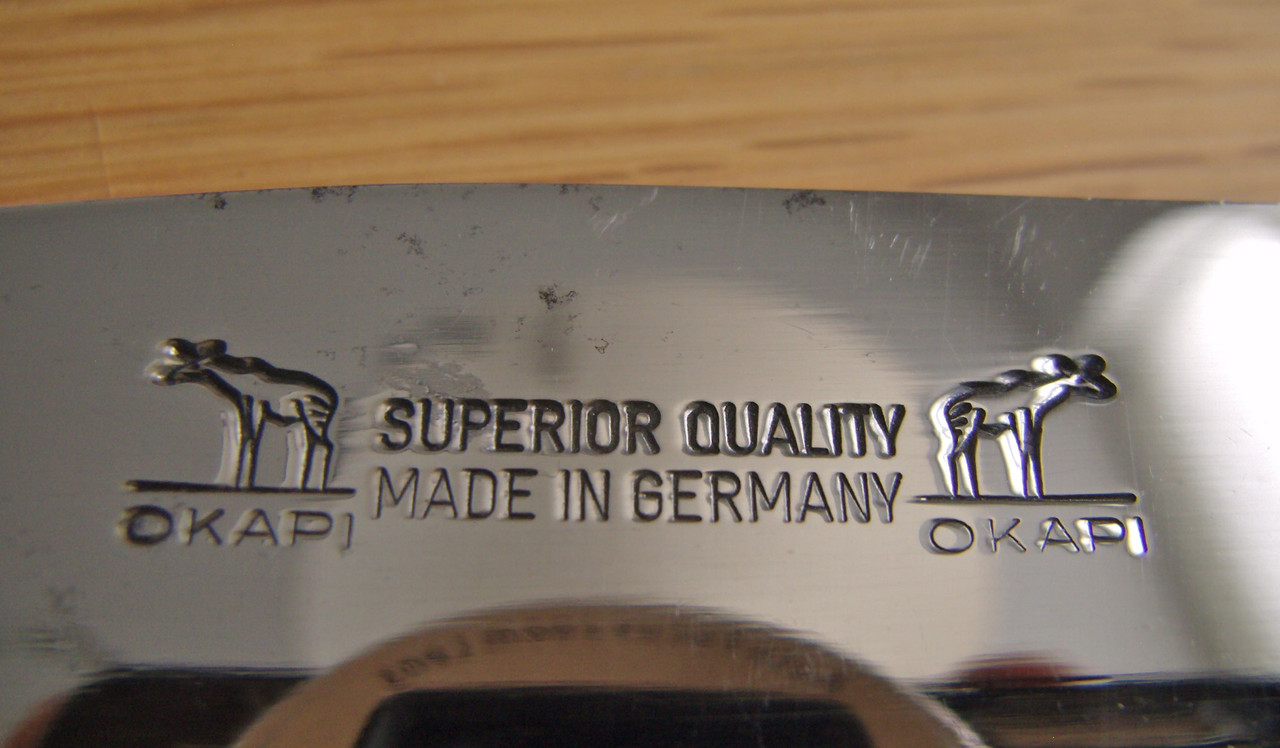 SUPERIOR QUALITY
MADE IN GERMANY
OKAPI
OKAPI